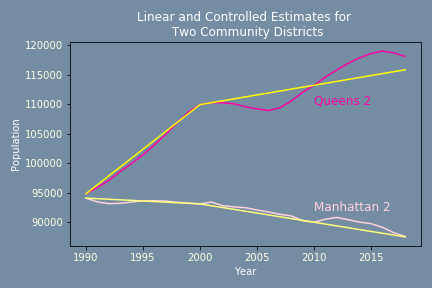 Linear and Controlled Estimates for
Two Community Districts
120000
115000
110000
105000
100000
95000
90000
Population
Queens 2
Manhattan 2
1990 1995 2000 2005 2010 2015
Year